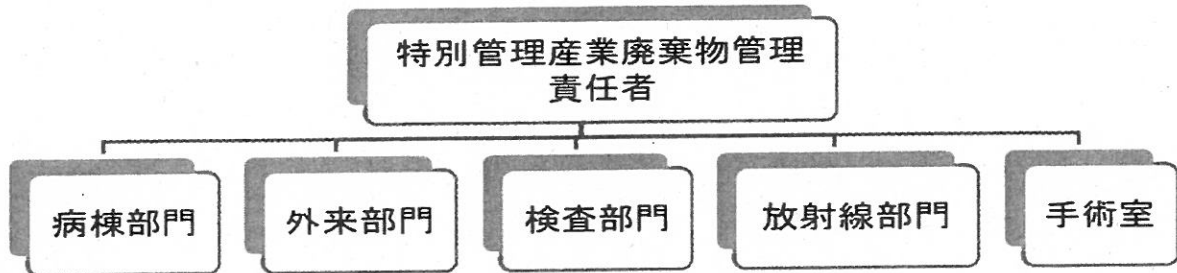 特別管理産業廃棄物管理
責任者
病棟部門
外来部門
検査部門
放射線部門
手術室